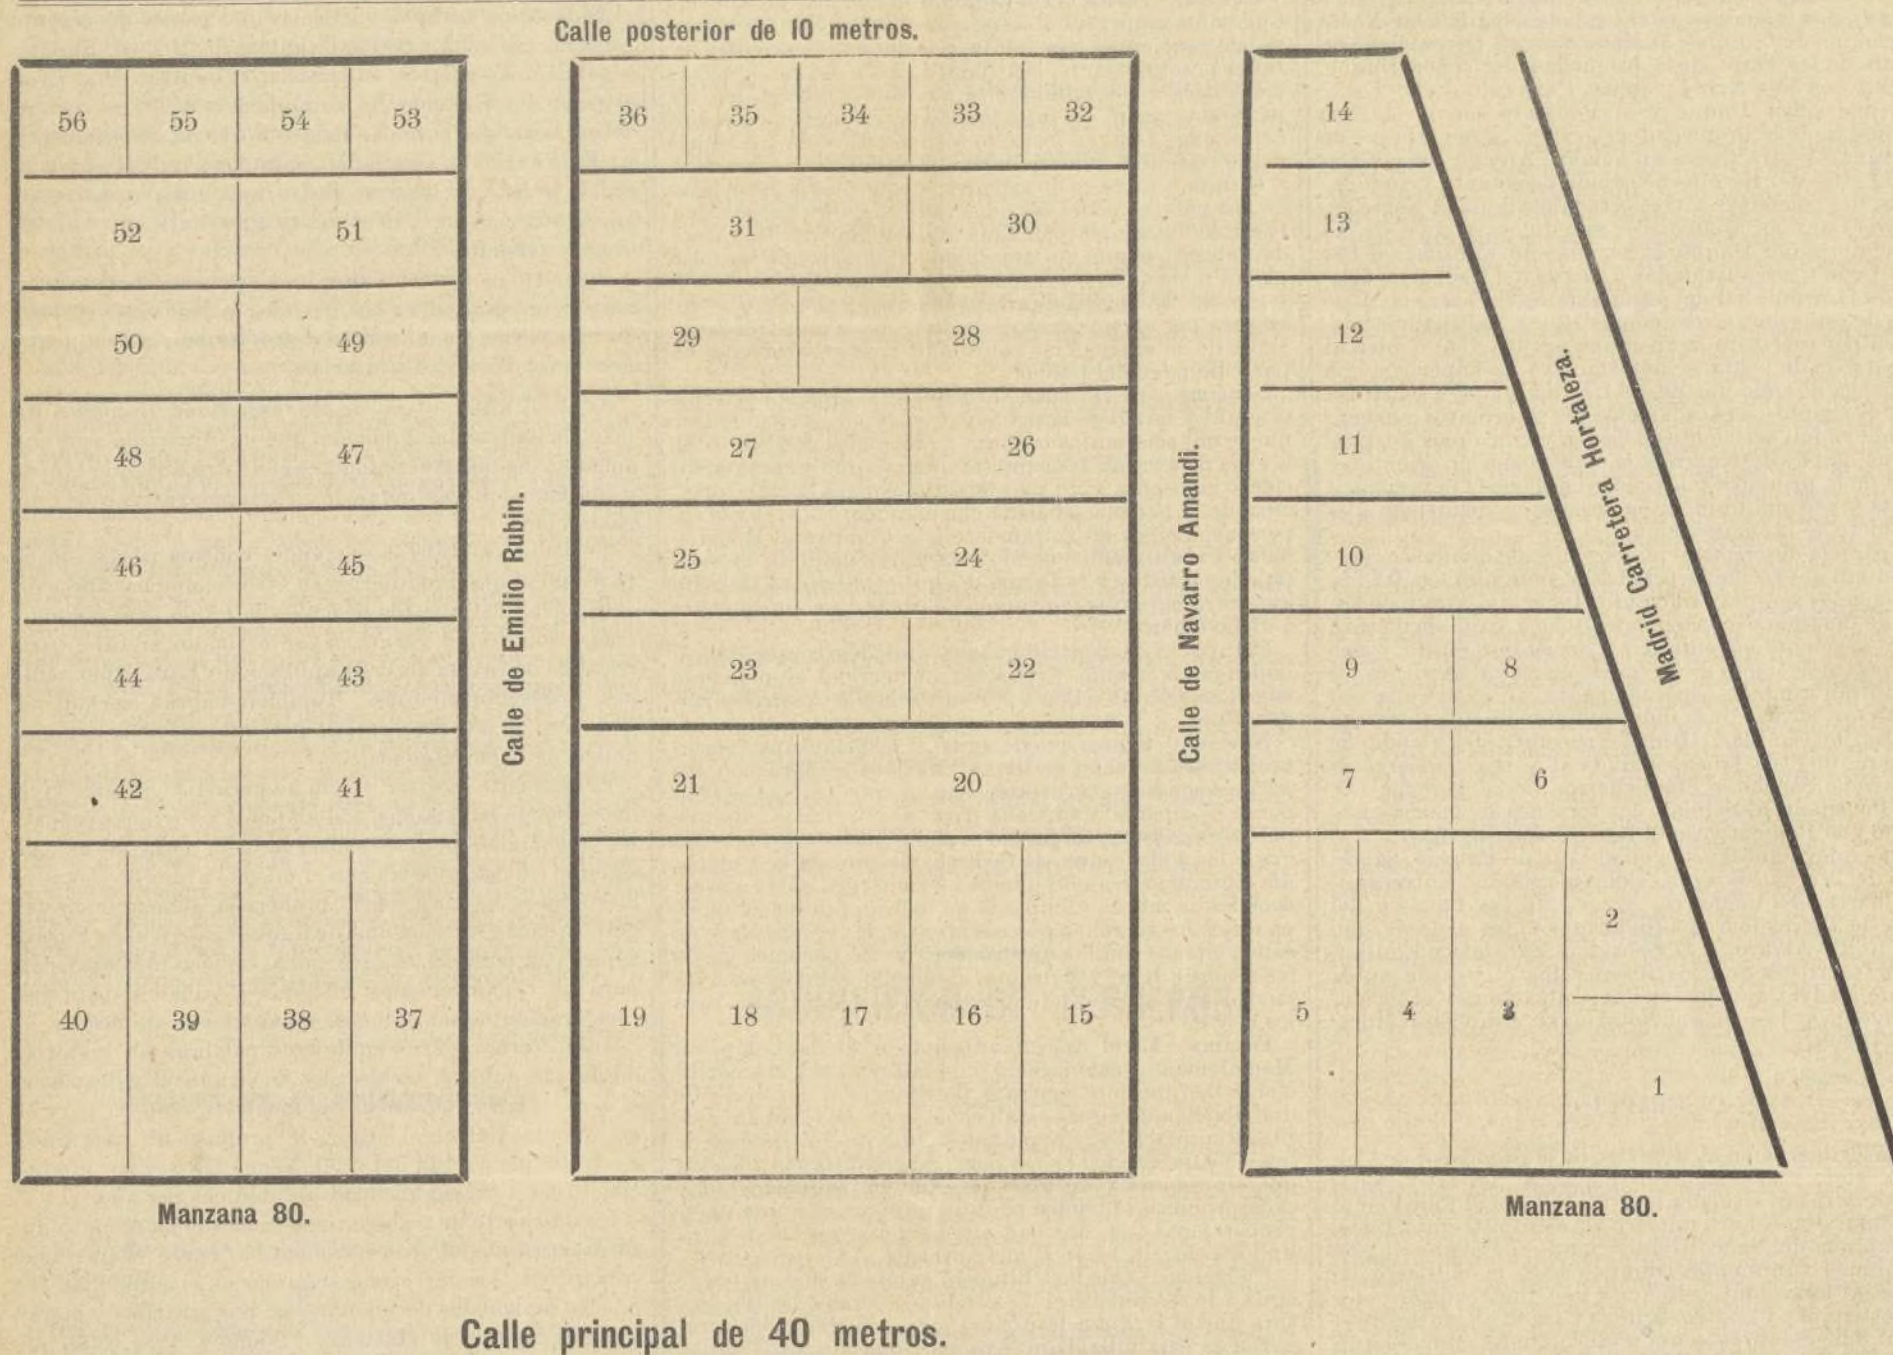 Calle posterior de 10 metros.
56 55 54 53
52 51
50 49
48 47
46 45
44 43
42 41
40 39 38 37
Manzana 80.
Calle de Emilio Rubin.
36 35 34 33 32
31 30
29 28
27 26
25 24
23 22
21 20
19 18 17 16 15
Calle de Navarro Amandi.
14
13
12
11
10
9 8
7 6
2
5 4 3
1
Manzana 80.
Madrid Carretera Hortaleza.
Calle principal de 40 metros.